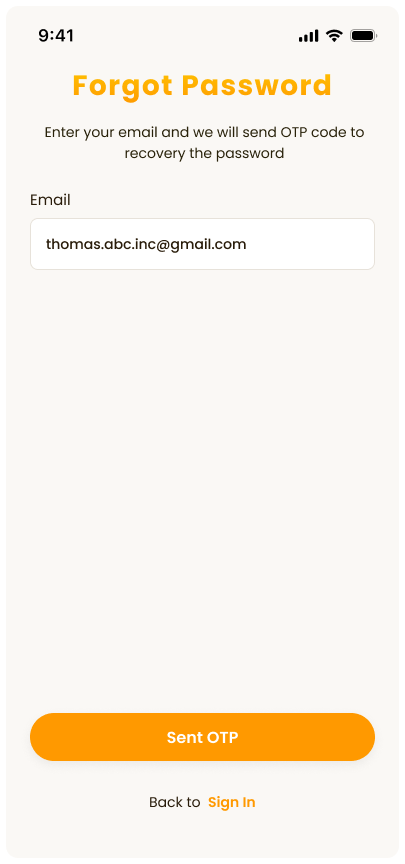 9:41
Forgot Password
Enter your email and we will send OTP code to
recovery the password
Email
thomas.abc.inc@gmail.com
Sent OTP
Back to Sign In